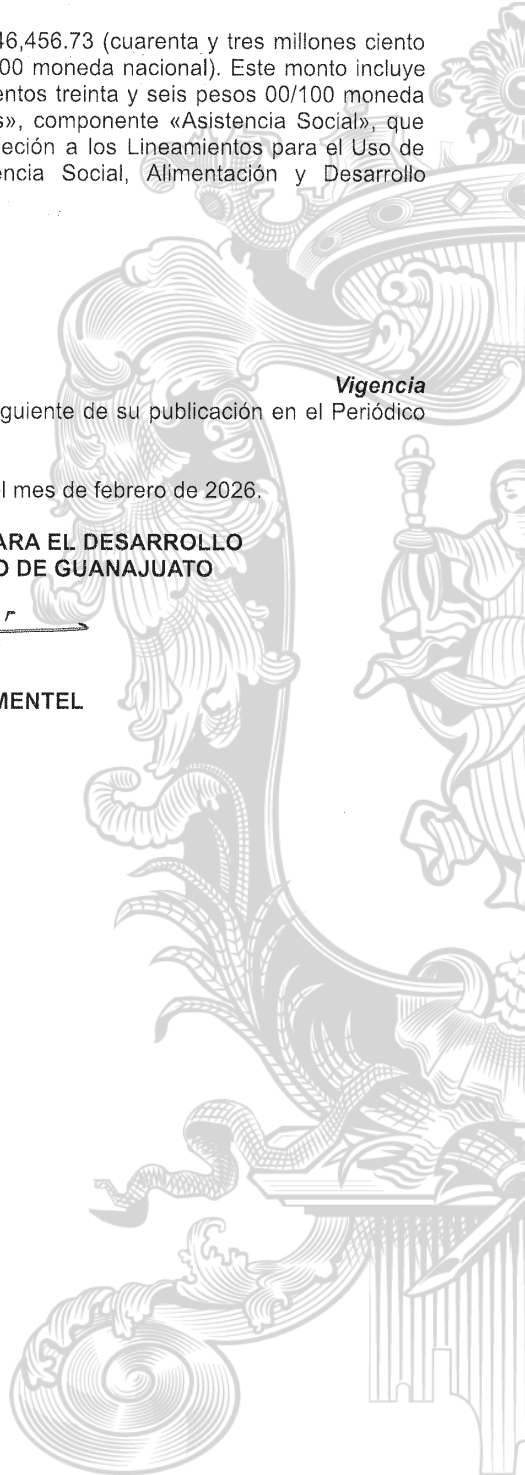 46,456.73 (cuarenta y tres millones ciento
00 moneda nacional). Este monto incluye
entos treinta y seis pesos 00/100 moneda
s», componente «Asistencia Social», que
eción a los Lineamientos para el Uso de
encia Social, Alimentación y Desarrollo
Vigencia
guiente de su publicación en el Periódico
el mes de febrero de 2026.
ARA EL DESARROLLO
O DE GUANAJUATO
MENTEL